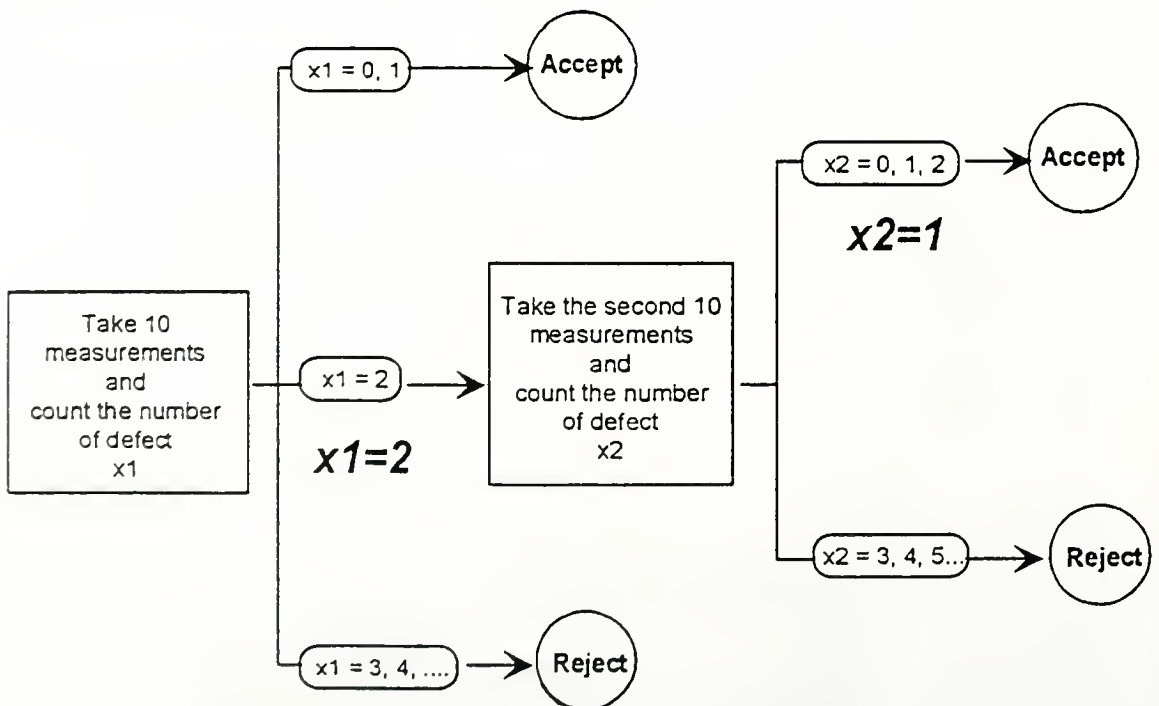 x1 = 0, 1
Accept
x2 = 0, 1, 2
Accept
x2=1
Take 10
measurements
and
count the number
of defect
x1
x1 = 2
x1=2
Take the second 10
measurements
and
count the number
of defect
x2
x2 = 3, 4, 5...
Reject
x1 = 3, 4, ....
Reject